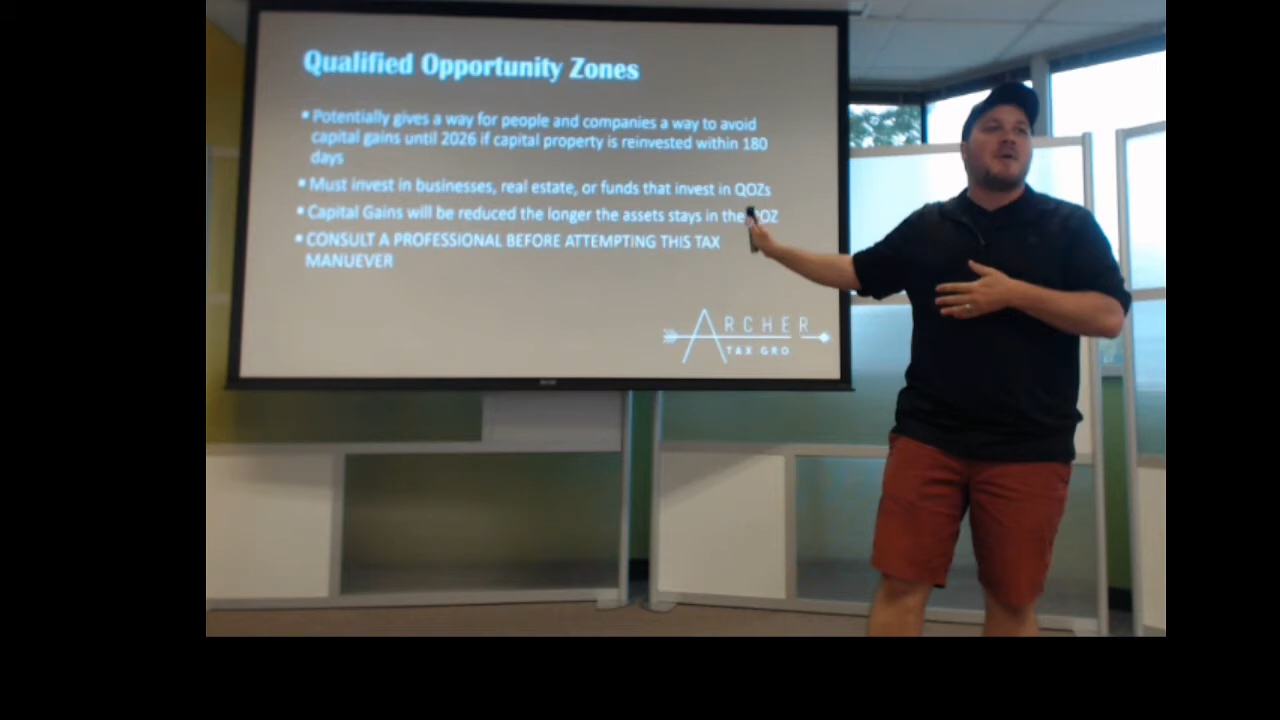 Qualified Opportunity Zones
▪ Potentially gives a way for people and companies a way to avoid
capital gains until 2026 if capital property is reinvested within 180
days
▪ Must invest in businesses, real estate, or funds that invest in QOZs
▪ Capital Gains will be reduced the longer the assets stays in the QOZ
▪ CONSULT A PROFESSIONAL BEFORE ATTEMPTING THIS TAX
MANUEVER
ARCHER
TAX GRO